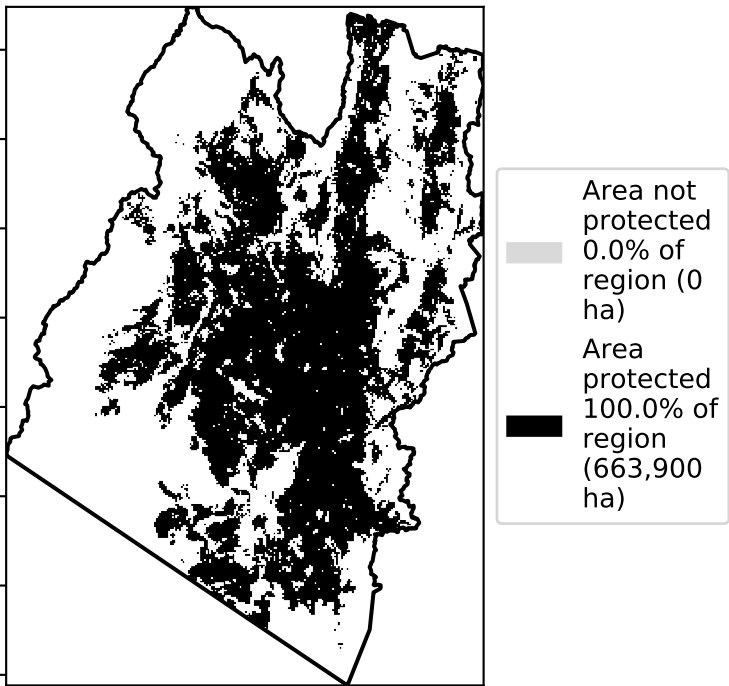 Area not
protected
0.0% of
region (0
ha)
Area
protected
100.0% of
region
(663,900
ha)